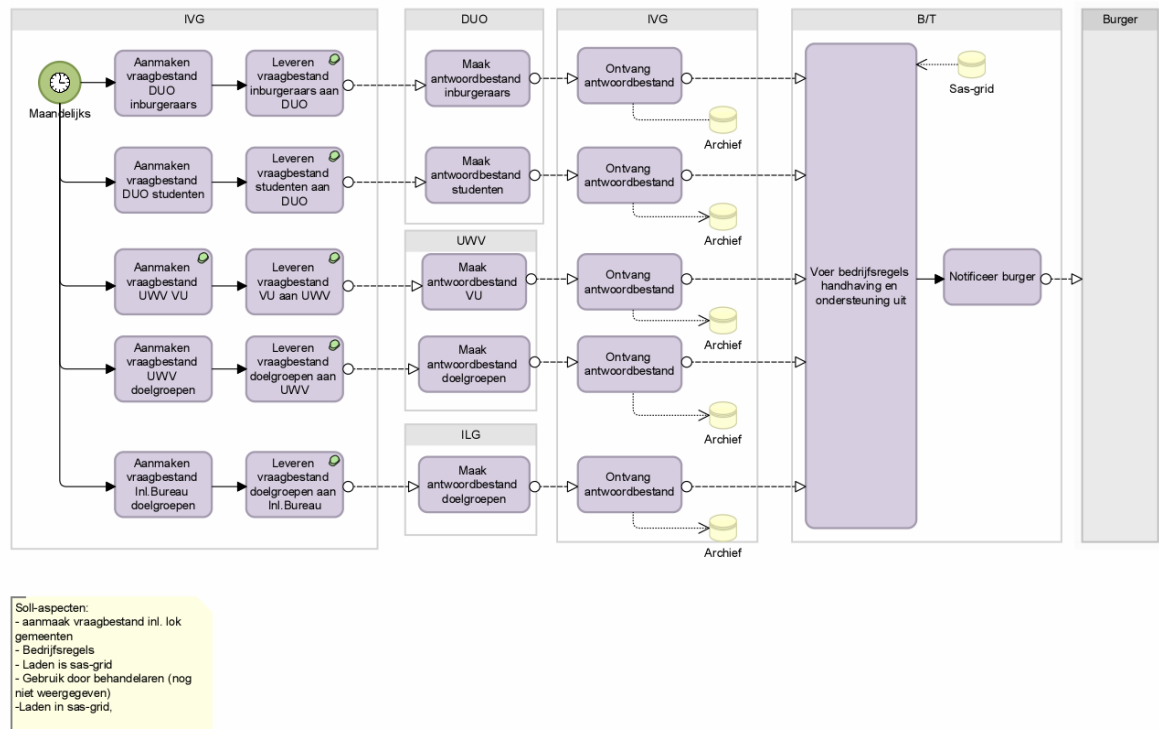 IVG
DUO
IVG
B/T
Burger
Maandelijks
Aanmaken
vraagbestand
DUO
inburgeraars
Leveren
vraagbestand
inburgeraars aan
DUO
Maak
antwoordbestand
inburgeraars
Ontvang
antwoordbestand
Archief
Sas-grid
Aanmaken
vraagbestand
DUO studenten
Leveren
vraagbestand
studenten aan
DUO
Maak
antwoordbestand
studenten
Ontvang
antwoordbestand
Archief
UWV
Aanmaken
vraagbestand
UWV VU
Leveren
vraagbestand
VU aan UWV
Maak
antwoordbestand
VU
Ontvang
antwoordbestand
Archief
Voer bedrijfsregels
handhaving en
ondersteuning uit
Notificeer burger
Aanmaken
vraagbestand
UWV
doelgroepen
Leveren
vraagbestand
doelgroepen aan
UWV
Maak
antwoordbestand
doelgroepen
Ontvang
antwoordbestand
Archief
ILG
Aanmaken
vraagbestand
Inl.Bureau
doelgroepen
Leveren
vraagbestand
doelgroepen aan
Inl.Bureau
Maak
antwoordbestand
doelgroepen
Ontvang
antwoordbestand
Archief
Soll-aspecten:
- aanmaak vraagbestand inl. lok
gemeenten
- Bedrijfsregels
- Laden is sas-grid
- Gebruik door behandelaren (nog
niet weergegeven)
-Laden in sas-grid,